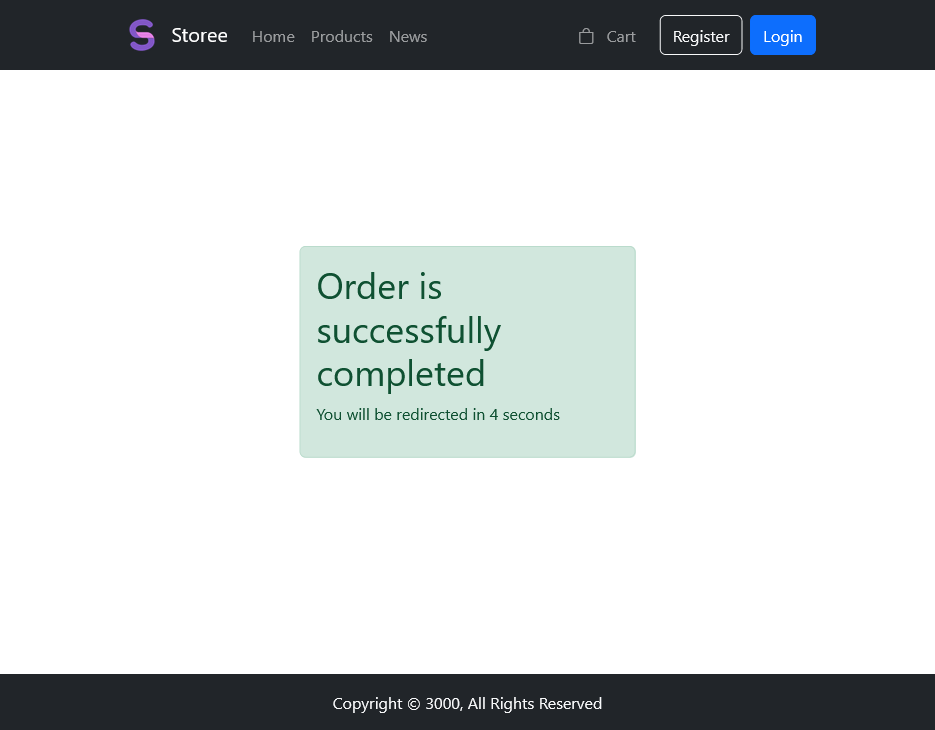 Storee Home Products News Cart Register Login
Order is
successfully
completed
You will be redirected in 4 seconds
Copyright © 3000, All Rights Reserved